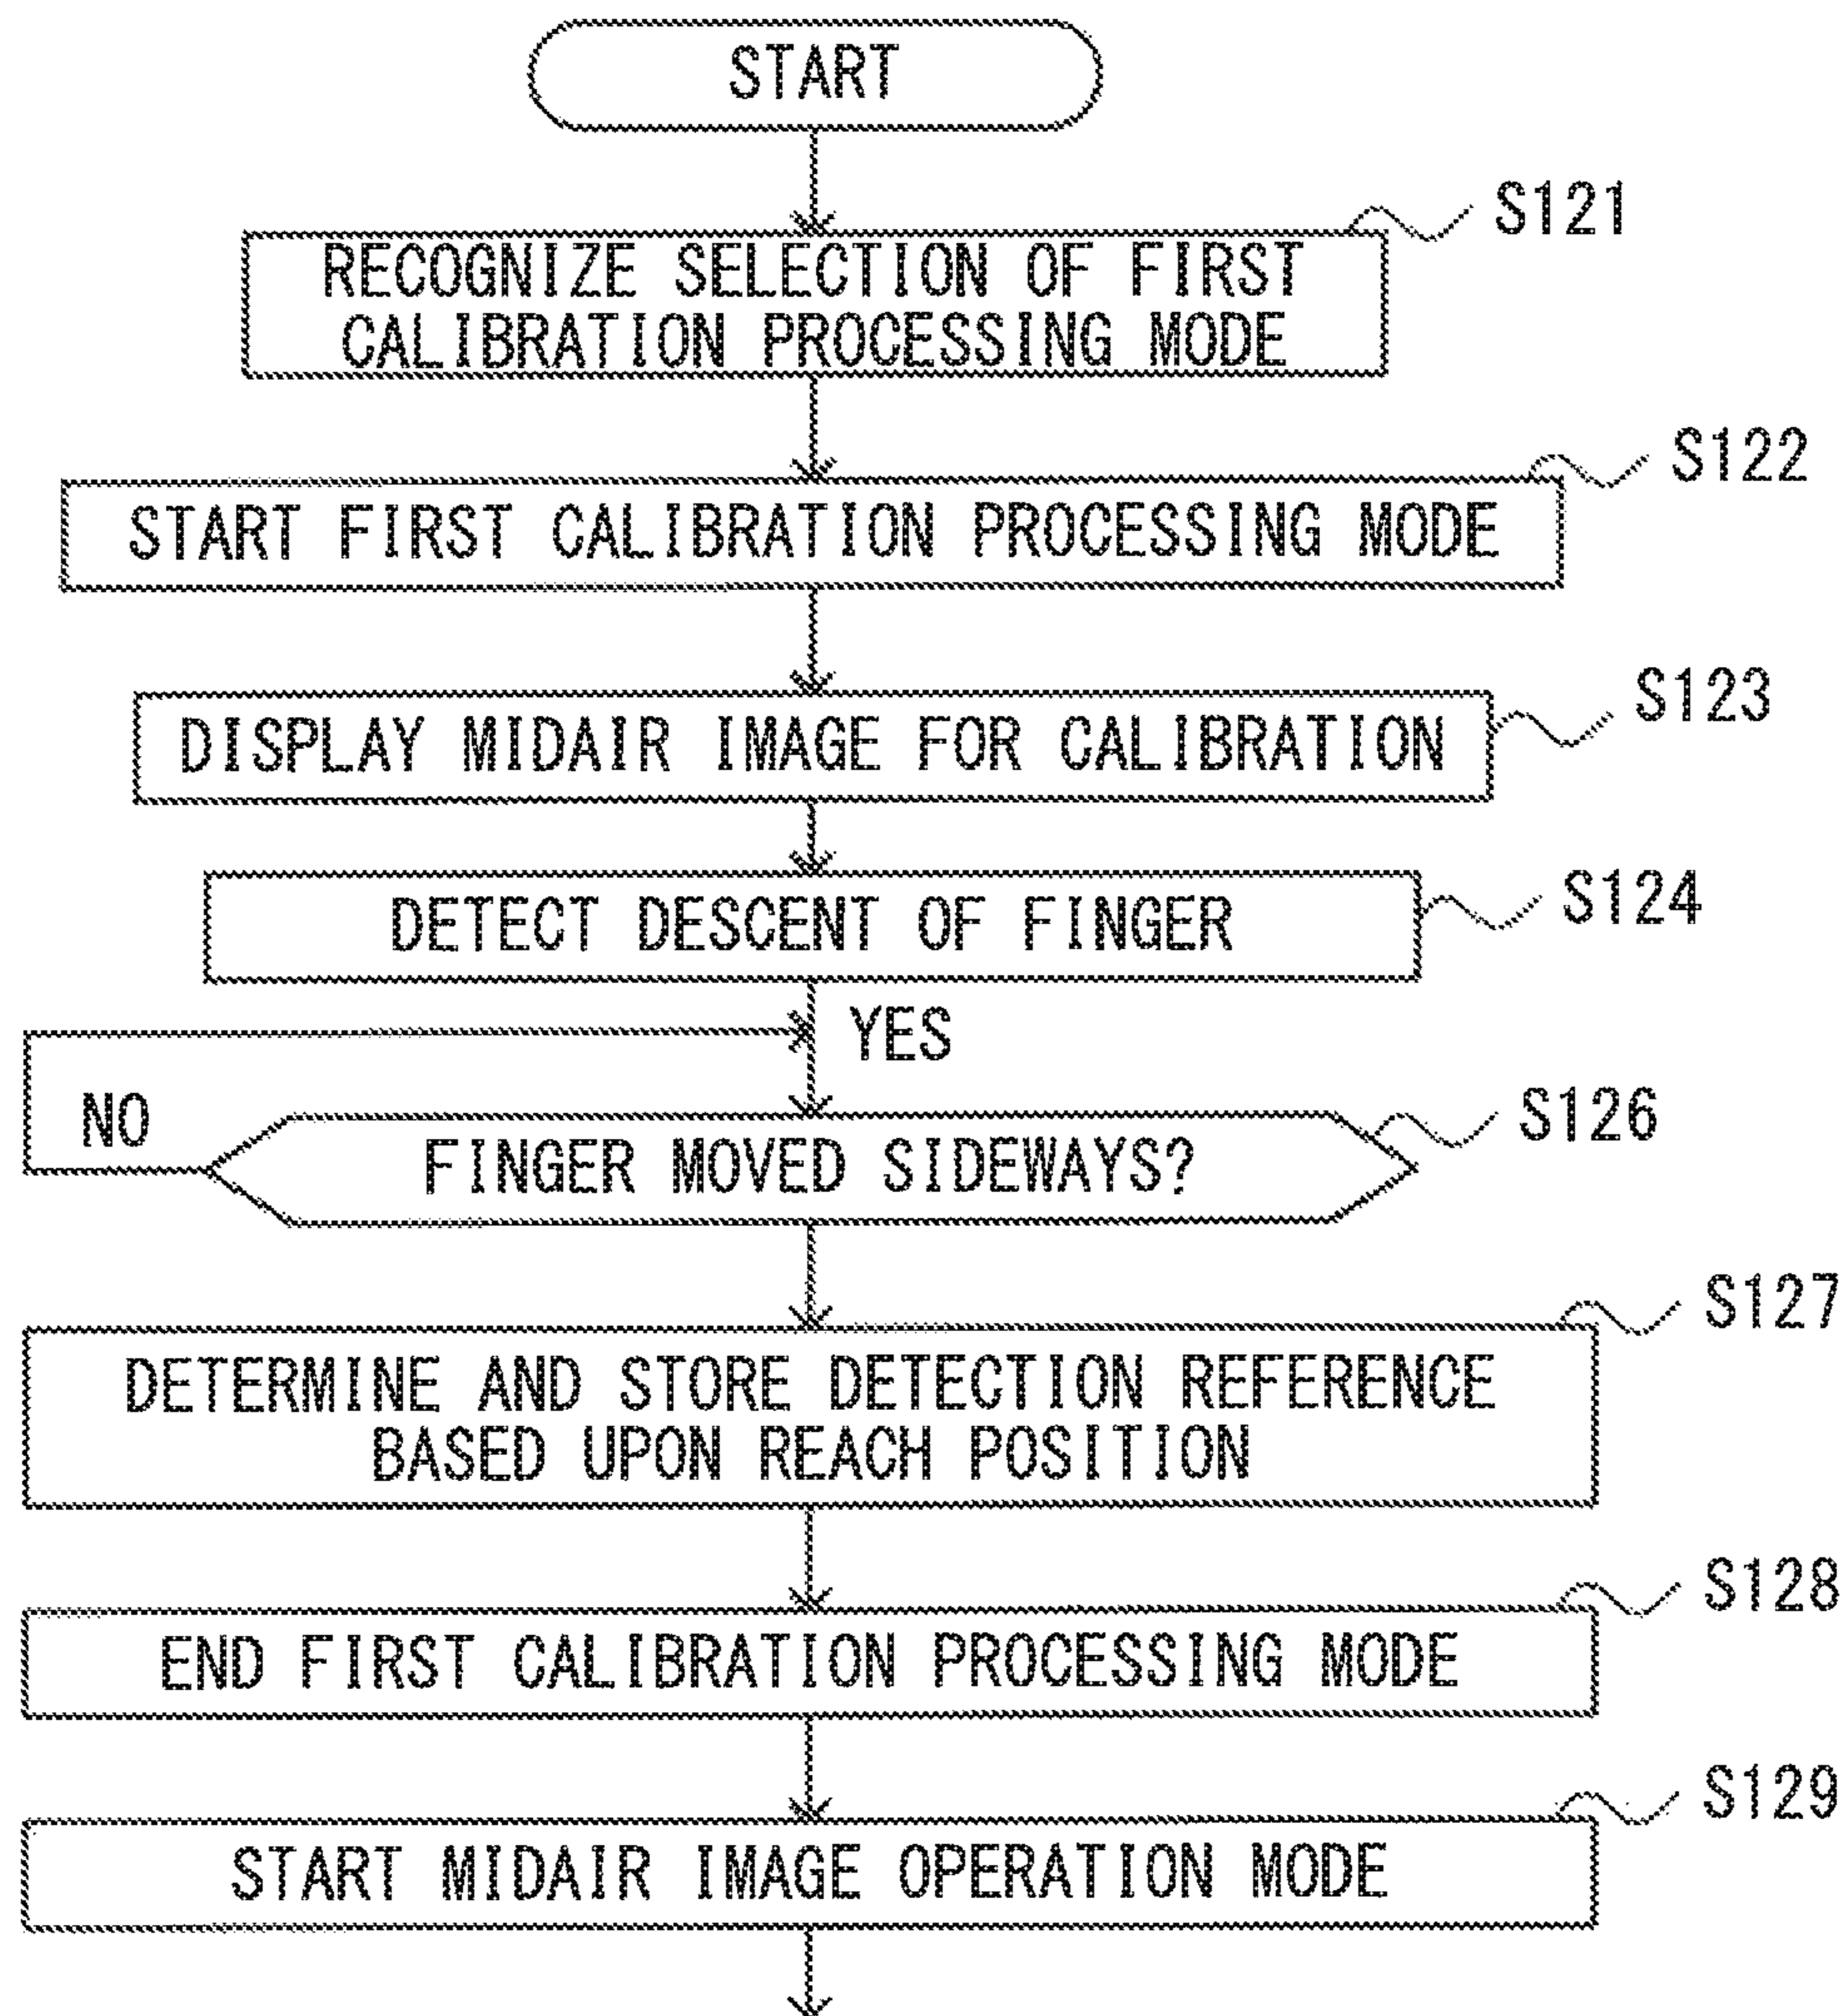 START
S121
RECOGNIZE SELECTION OF FIRST
CALIBRATION PROCESSING MODE
S122
START FIRST CALIBRATION PROCESSING MODE
S123
DISPLAY MIDAIR IMAGE FOR CALIBRATION
S124
DETECT DESCENT OF FINGER
YES
NO
S126
FINGER MOVED SIDEWAYS?
S127
DETERMINE AND STORE DETECTION REFERENCE
BASED UPON REACH POSITION
S128
END FIRST CALIBRATION PROCESSING MODE
S129
START MIDAIR IMAGE OPERATION MODE